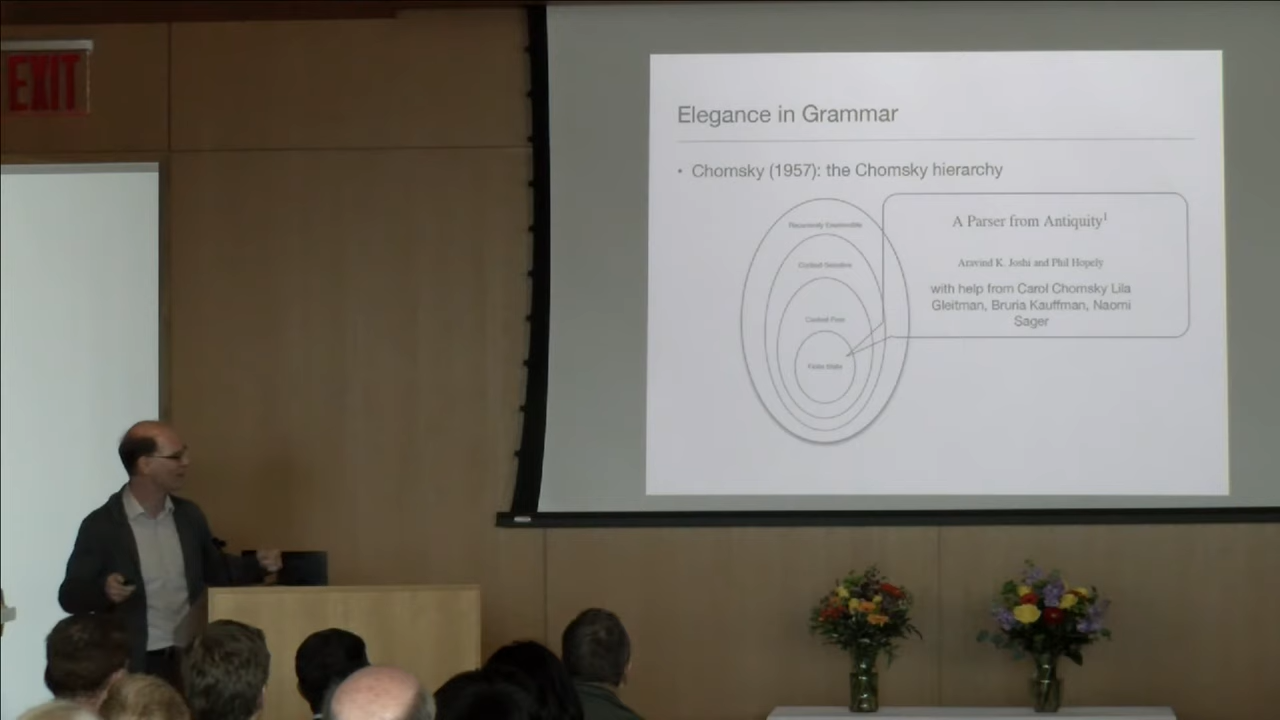 EXIT
Elegance in Grammar
• Chomsky (1957): the Chomsky hierarchy
Recursively Enumerable
Context-Sensitive
Context-Free
Finite State
A Parser from Antiquity¹
Aravind K. Joshi and Phil Hopely
with help from Carol Chomsky Lila
Gleitman, Bruria Kauffman, Naomi
Sager